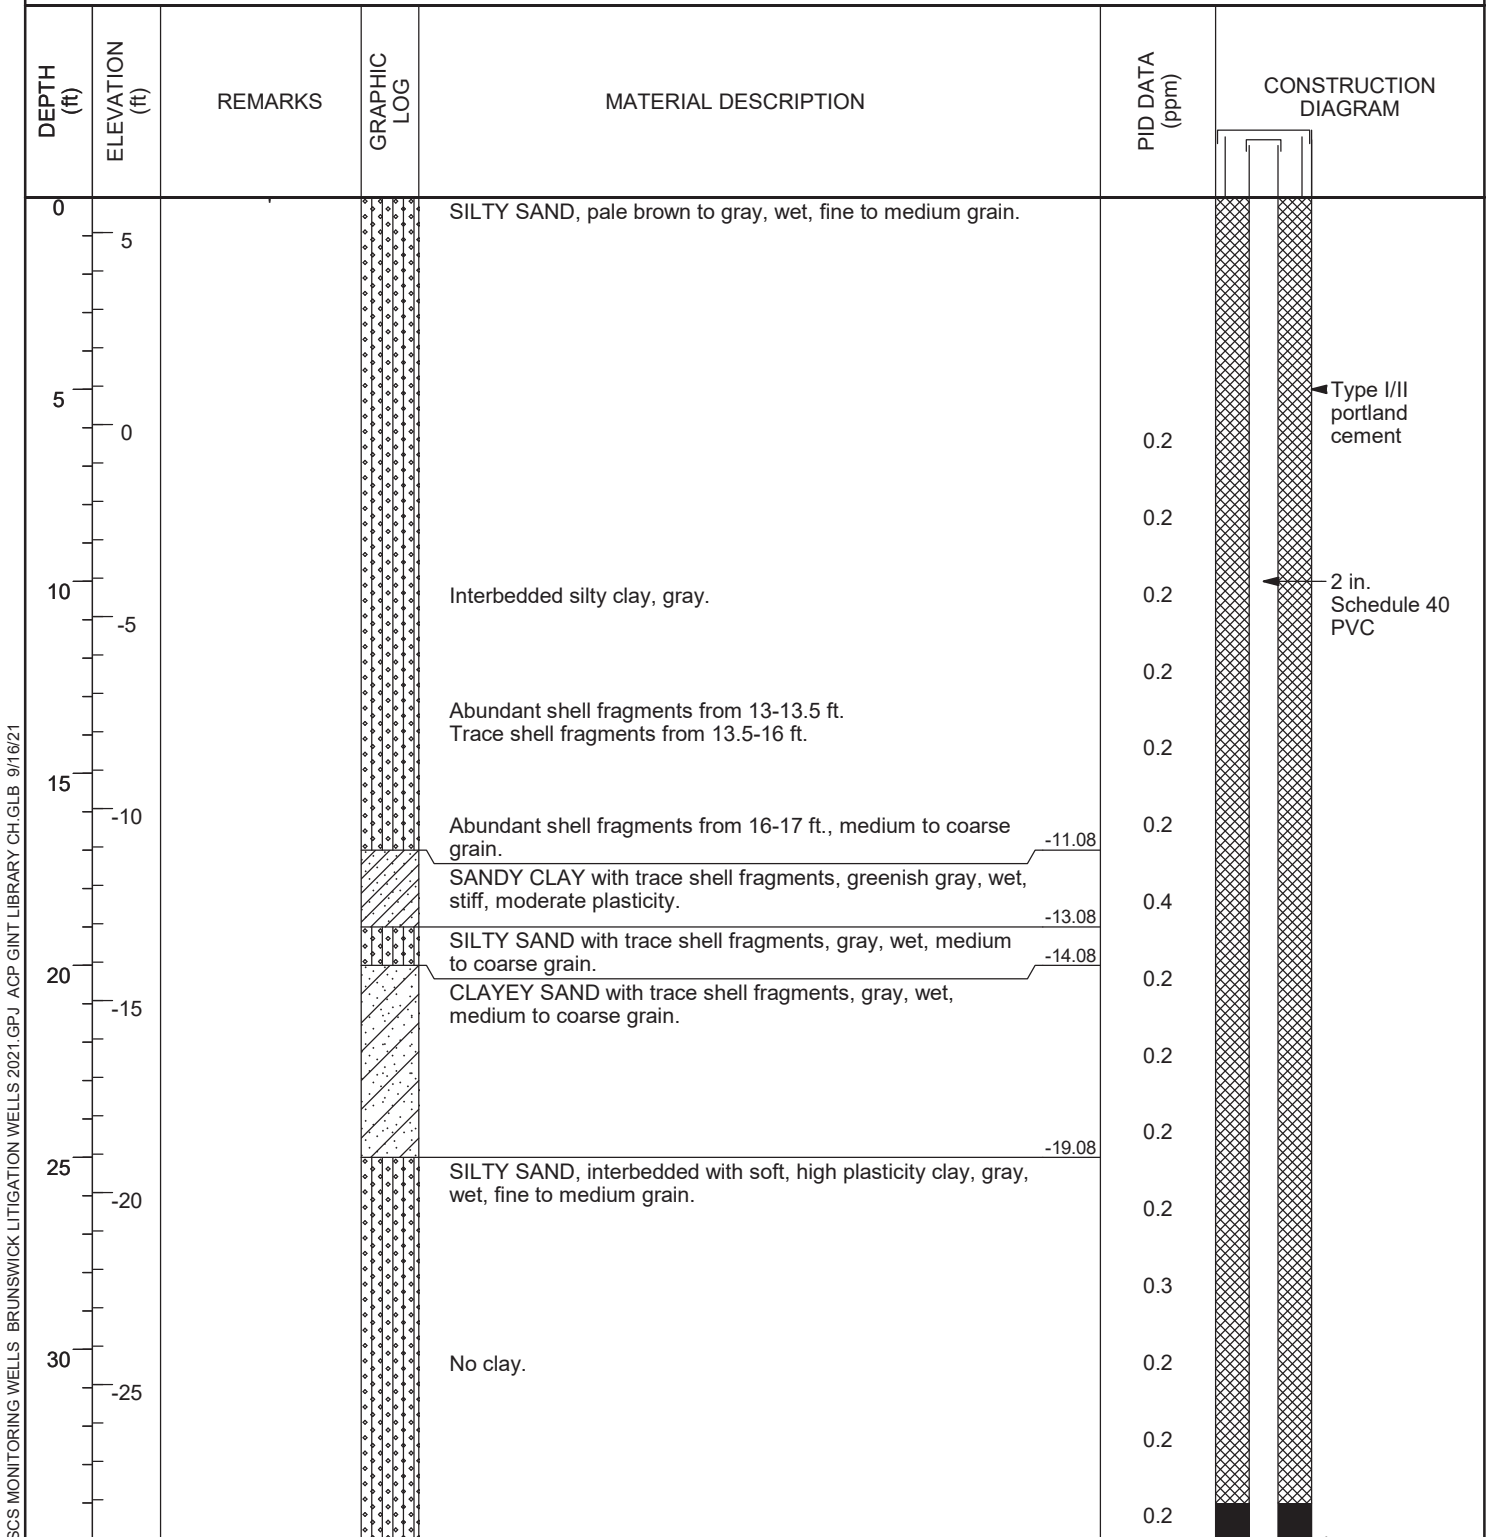 DEPTH
(ft)
ELEVATION
(ft)
REMARKS
GRAPHIC
LOG
MATERIAL DESCRIPTION
PID DATA
(ppm)
CONSTRUCTION
DIAGRAM
0
SILTY SAND, pale brown to gray, wet, fine to medium grain.
5
5
Type I/II
portland
cement
0
0.2
0.2
10
Interbedded silty clay, gray.
0.2
2 in.
Schedule 40
PVC
-5
0.2
Abundant shell fragments from 13-13.5 ft.
Trace shell fragments from 13.5-16 ft.
0.2
15
-10
Abundant shell fragments from 16-17 ft., medium to coarse
grain.
-11.08
0.2
SANDY CLAY with trace shell fragments, greenish gray, wet,
stiff, moderate plasticity.
-13.08
0.4
SILTY SAND with trace shell fragments, gray, wet, medium
to coarse grain.
-14.08
20
0.2
CLAYEY SAND with trace shell fragments, gray, wet,
medium to coarse grain.
-15
0.2
0.2
-19.08
25
SILTY SAND, interbedded with soft, high plasticity clay, gray,
wet, fine to medium grain.
-20
0.2
0.3
30
No clay.
0.2
-25
0.2
0.2
SCS MONITORING WELLS BRUNSWICK LITIGATION WELLS 2021.GPJ ACP GINT LIBRARY CH.GLB 9/16/21